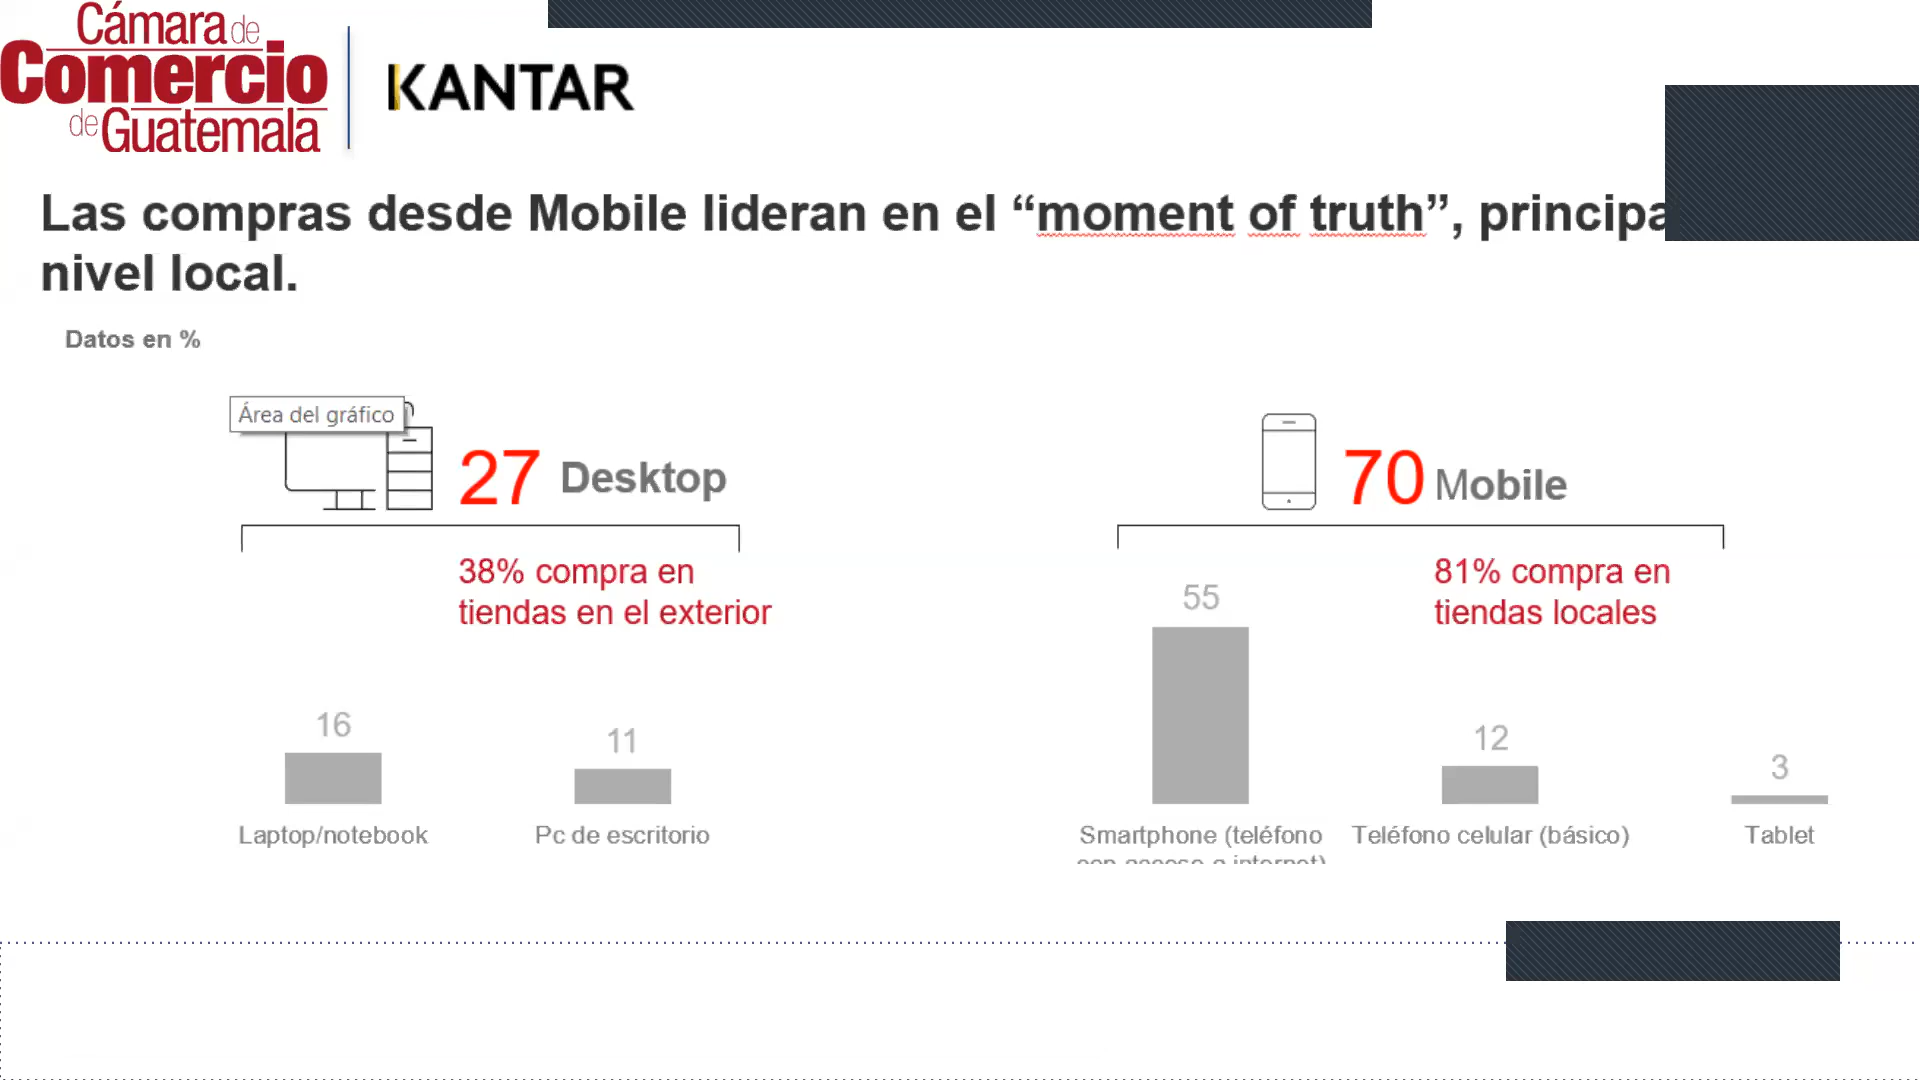 Cámara de
Comercio
de Guatemala
KANTAR
Las compras desde Mobile lideran en el “moment of truth”,
nivel local.
Datos en %
Área del gráfico
27 Desktop
70 Mobile
38% compra en
tiendas en el exterior
81% compra en
tiendas locales
55
16
11
12
3
Laptop/notebook
Pc de escritorio
Smartphone (teléfono
Teléfono celular (básico)
Tablet